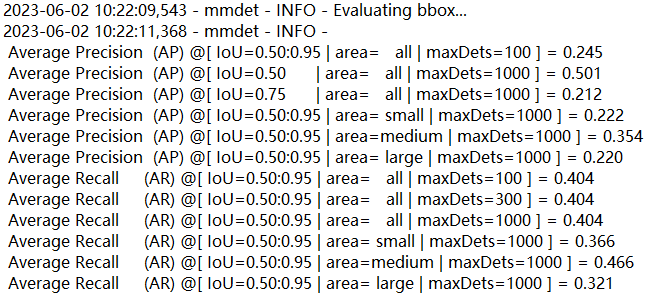 2023-06-02 10:22:09,543 - mmdet - INFO - Evaluating bbox...
2023-06-02 10:22:11,368 - mmdet - INFO -
Average Precision (AP) @[ IoU=0.50:0.95 | area= all | maxDets=100 ] = 0.245
Average Precision (AP) @[ IoU=0.50 | area= all | maxDets=1000 ] = 0.501
Average Precision (AP) @[ IoU=0.75 | area= all | maxDets=1000 ] = 0.212
Average Precision (AP) @[ IoU=0.50:0.95 | area= small | maxDets=1000 ] = 0.222
Average Precision (AP) @[ IoU=0.50:0.95 | area=medium | maxDets=1000 ] = 0.354
Average Precision (AP) @[ IoU=0.50:0.95 | area= large | maxDets=1000 ] = 0.220
Average Recall (AR) @[ IoU=0.50:0.95 | area= all | maxDets=100 ] = 0.404
Average Recall (AR) @[ IoU=0.50:0.95 | area= all | maxDets=300 ] = 0.404
Average Recall (AR) @[ IoU=0.50:0.95 | area= all | maxDets=1000 ] = 0.404
Average Recall (AR) @[ IoU=0.50:0.95 | area= small | maxDets=1000 ] = 0.366
Average Recall (AR) @[ IoU=0.50:0.95 | area=medium | maxDets=1000 ] = 0.466
Average Recall (AR) @[ IoU=0.50:0.95 | area= large | maxDets=1000 ] = 0.321